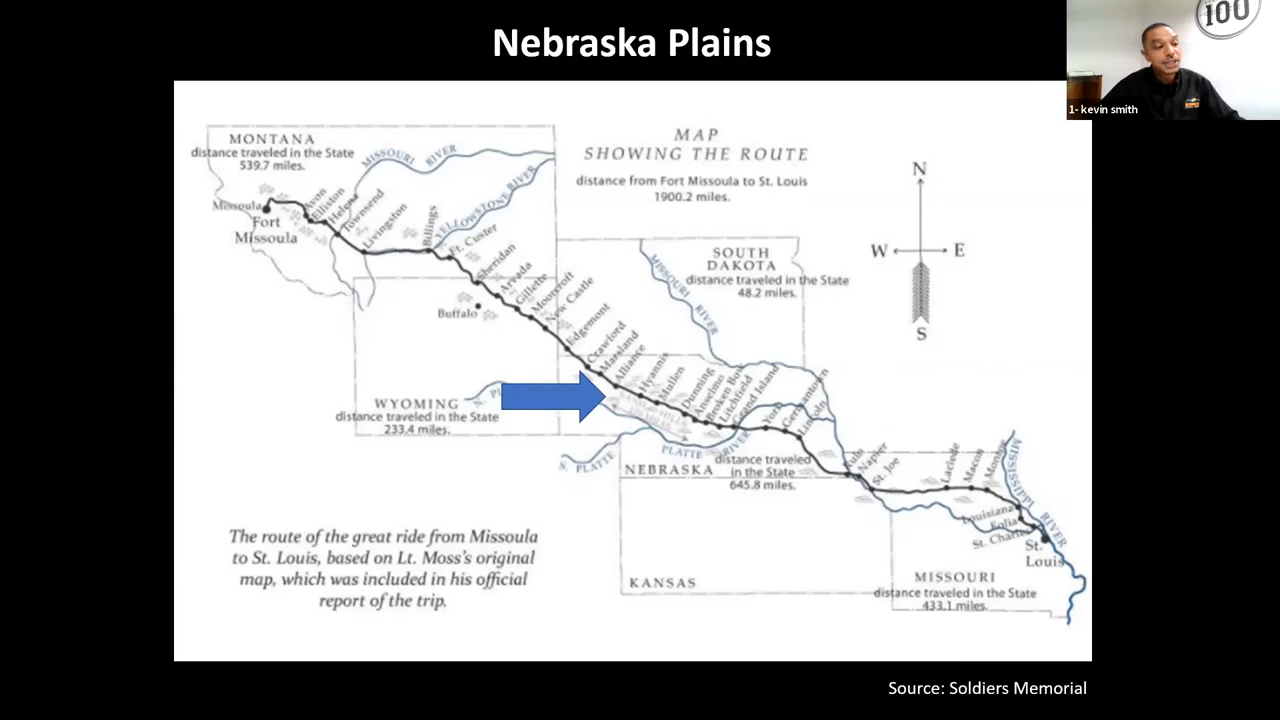 Nebraska Plains
100
1- kevin smith
MONTANA
distance traveled in the State
539.7 miles.
MISSOURI RIVER
YELLOWSTONE RIVER
MAP
SHOWING THE ROUTE
distance from Fort Missoula to St. Louis
1900.2 miles.
N
W
E
S
Missoula
Fort
Missoula
Avon
Elliston
Helena
Townsend
Livingston
Billings
Ft. Custer
Sheridan
Arvada
Gillette
Moorcroft
New Castle
Edgemont
Crawford
Marsland
Alliance
Hyannis
Mullen
Dunning
Anselmo
Broken Bow
Litchfield
Grand Island
York
Germantown
Lincoln
Buffalo
SOUTH
DAKOTA
distance traveled in the State
48.2 miles.
MISSOURI RIVER
WYOMING
distance traveled in the State
233.4 miles.
N. PL
S. PLATTE
PLATTE RIVER
NEBRASKA
distance traveled
in the State
645.8 miles.
Napier
St. Joe
Laclede
Macon
Monroe
MISSISSIPPI RIVER
Louisiana
Eolia
St. Charles
St.
Louis
KANSAS
MISSOURI
distance traveled in the State
433.1 miles.
The route of the great ride from Missoula
to St. Louis, based on Lt. Moss's original
map, which was included in his official
report of the trip.
Source: Soldiers Memorial